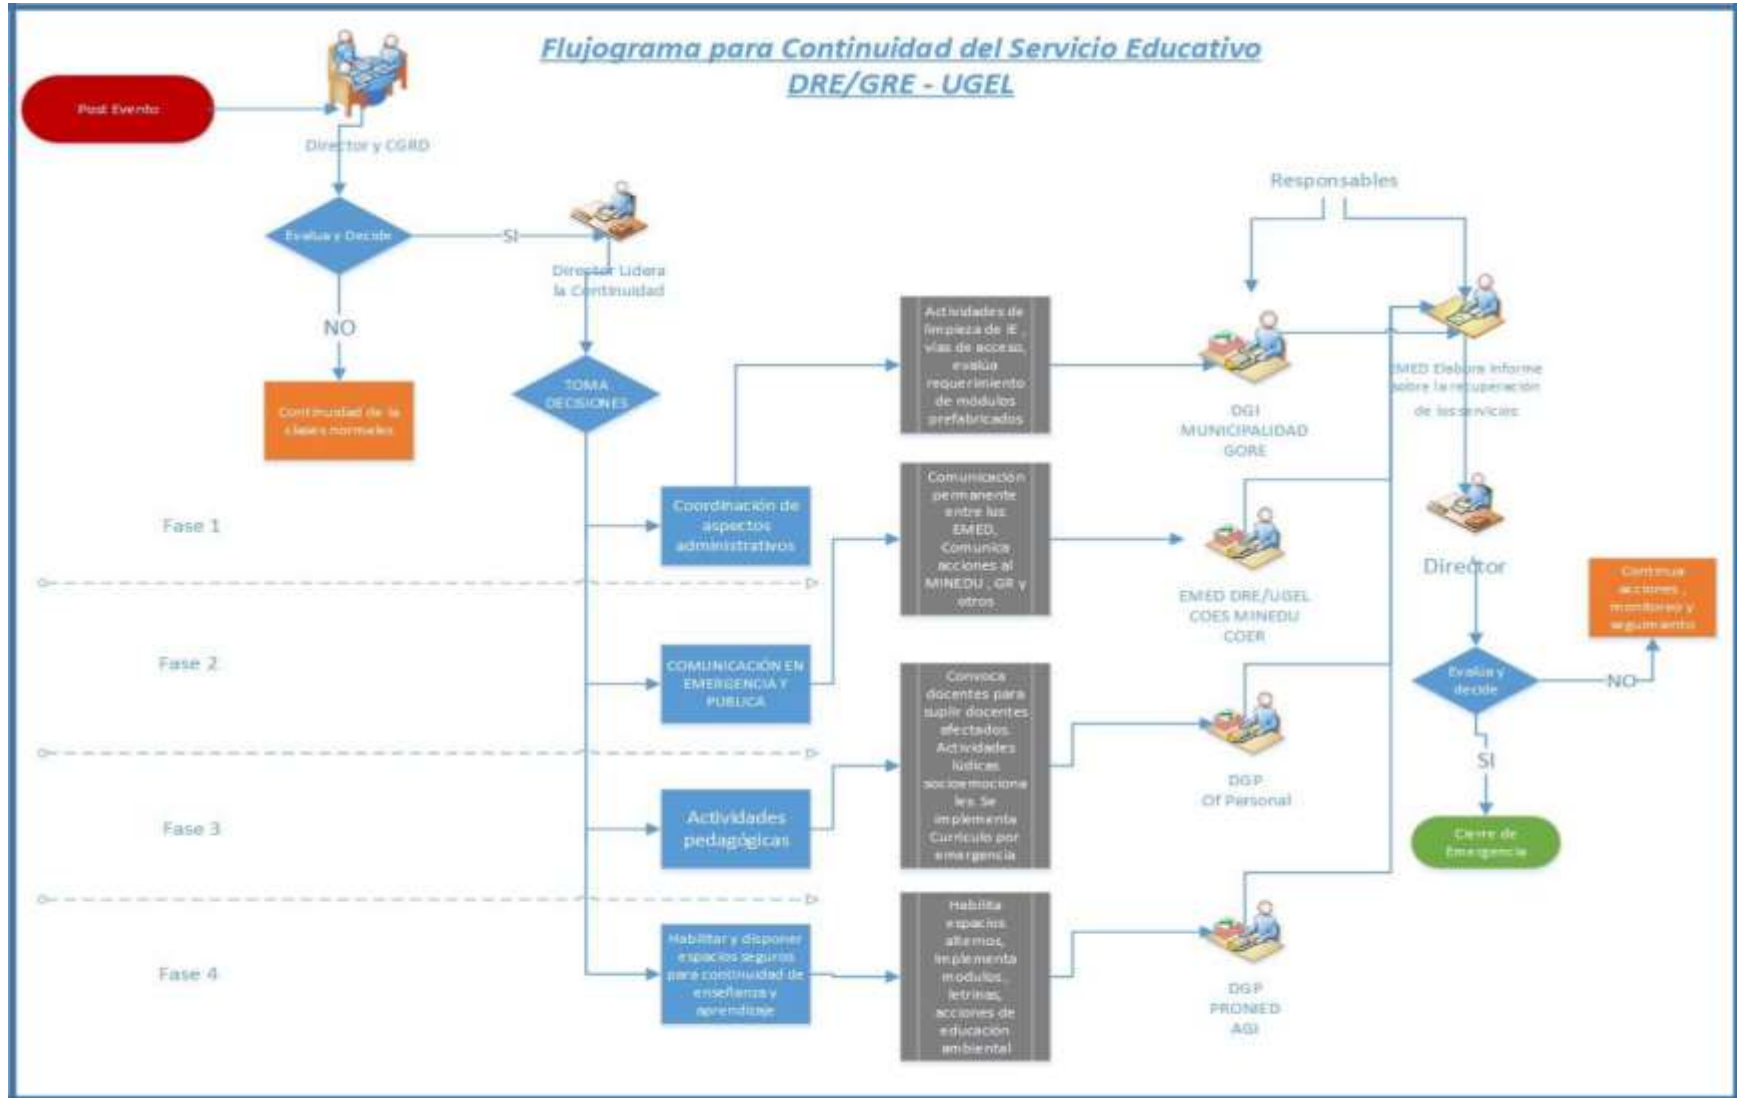 Flujograma para Continuidad del Servicio Educativo
DRE/GRE - UGEL
Post Evento
Director y CGRD
Evalua y Decide
SI
Director Lidera
la Continuidad
NO
Continuidad de la
clases normales
TOMA
DECISIONES
Responsables
Fase 1
Coordinación de
aspectos
administrativos
Actividades de
limpieza de IE ,
vías de acceso,
evalúa
requerimiento
de módulos
prefabricados
DGI
MUNICIPALIDAD
GORE
Fase 2
COMUNICACIÓN EN
EMERGENCIA Y
PUBLICA
Comunicación
permanente
entre los
EMED,
Comunica
acciones al
MINEDU , GR y
otros
EMED DRE/UGEL
COES MINEDU
COER
Fase 3
Actividades
pedagógicas
Convoca
docentes para
suplir docentes
afectados.
Actividades
lúdicas
socioemociona
les. Se
implementa
Currículo por
emergencia
DGP
Of Personal
Fase 4
Habilitar y disponer
espacios seguros
para continuidad de
enseñanza y
aprendizaje
Habilita
espacios
alternos,
Implementa
modulos,
letrinas,
acciones de
educación
ambiental
DGP
PRONIED
AGI
EMED Elabora Informe
sobre la recuperación
de los servicios
Director
Evalúa y
decide
NO
Continua
acciones ,
monitoreo y
seguimiento
SI
Cierre de
Emergencia